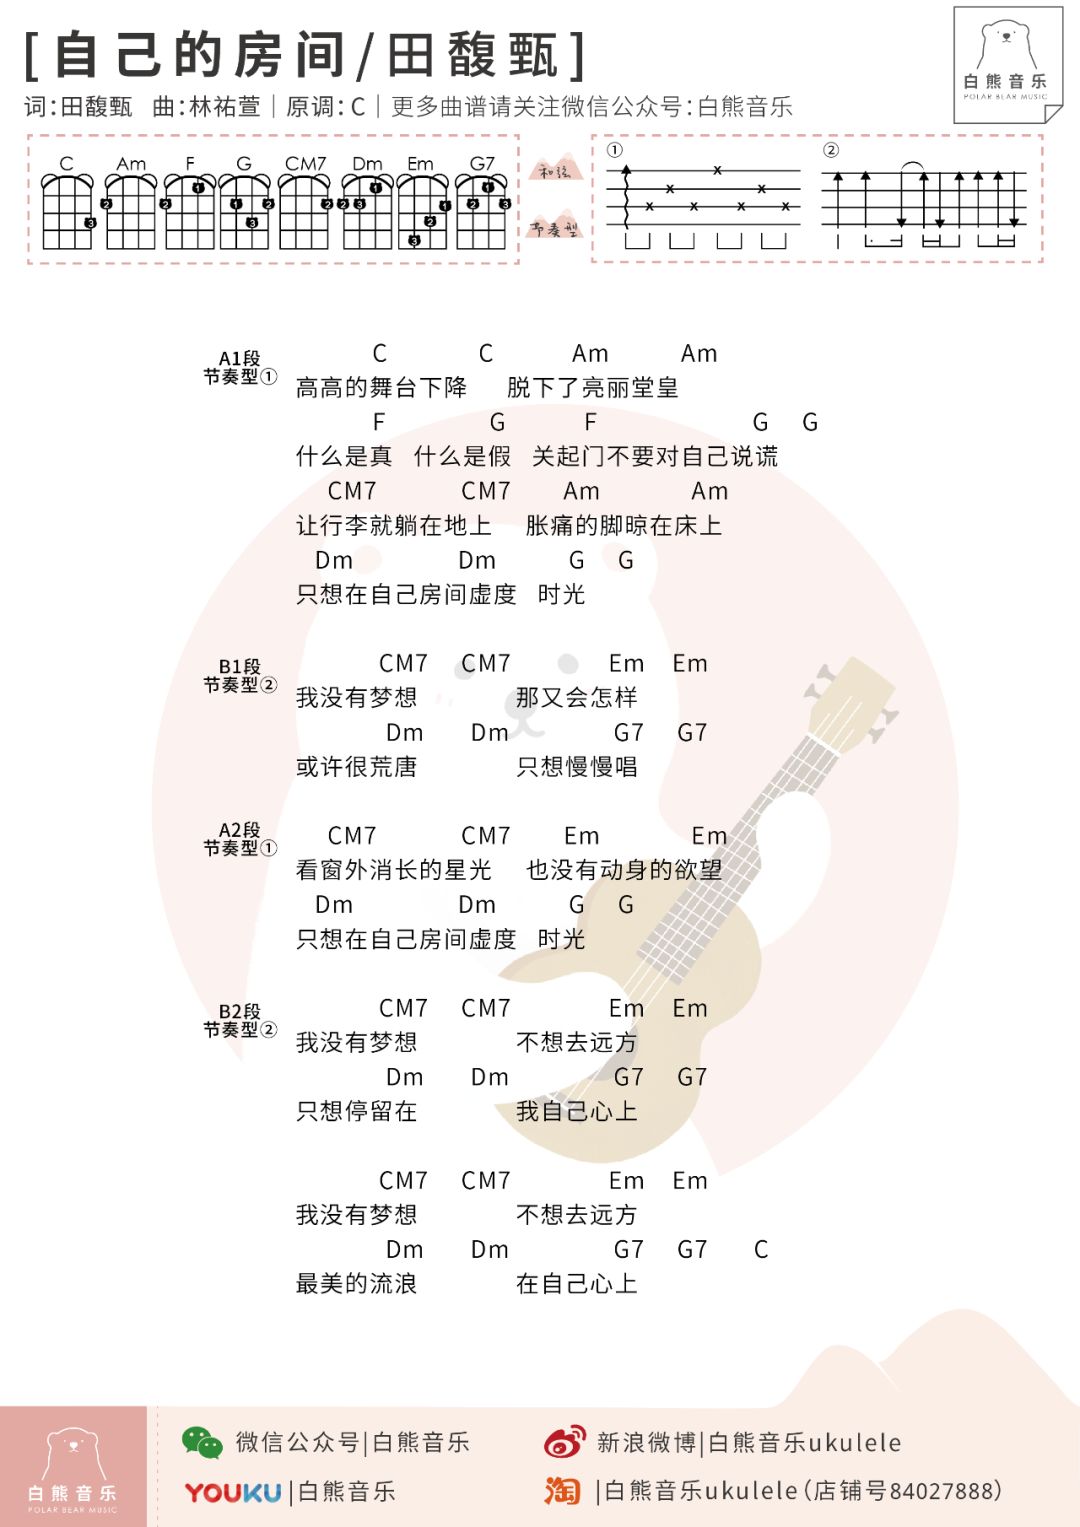 [自己的房间/田馥甄]
词:田馥甄 曲:林祐萱|原调:C|更多曲谱请关注微信公众号:白熊音乐
白熊音乐
POLAR BEAR MUSIC
C Am F G CM7 Dm Em G7
和弦
节奏型
① ②
A1段
节奏型①
C C Am Am
高高的舞台下降 脱下了亮丽堂皇
F G F G G
什么是真 什么是假 关起门不要对自己说谎
CM7 CM7 Am Am
让行李就躺在地上 胀痛的脚晾在床上
Dm Dm G G
只想在自己房间虚度 时光
B1段
节奏型②
CM7 CM7 Em Em
我没有梦想 那又会怎样
Dm Dm G7 G7
或许很荒唐 只想慢慢唱
A2段
节奏型①
CM7 CM7 Em Em
看窗外消长的星光 也没有动身的欲望
Dm Dm G G
只想在自己房间虚度 时光
B2段
节奏型②
CM7 CM7 Em Em
我没有梦想 不想去远方
Dm Dm G7 G7
只想停留在 我自己心上
CM7 CM7 Em Em
我没有梦想 不想去远方
Dm Dm G7 G7 C
最美的流浪 在自己心上
白熊音乐
POLAR BEAR MUSIC
微信公众号|白熊音乐
新浪微博|白熊音乐ukulele
YOUKU|白熊音乐
淘|白熊音乐ukulele(店铺号84027888)